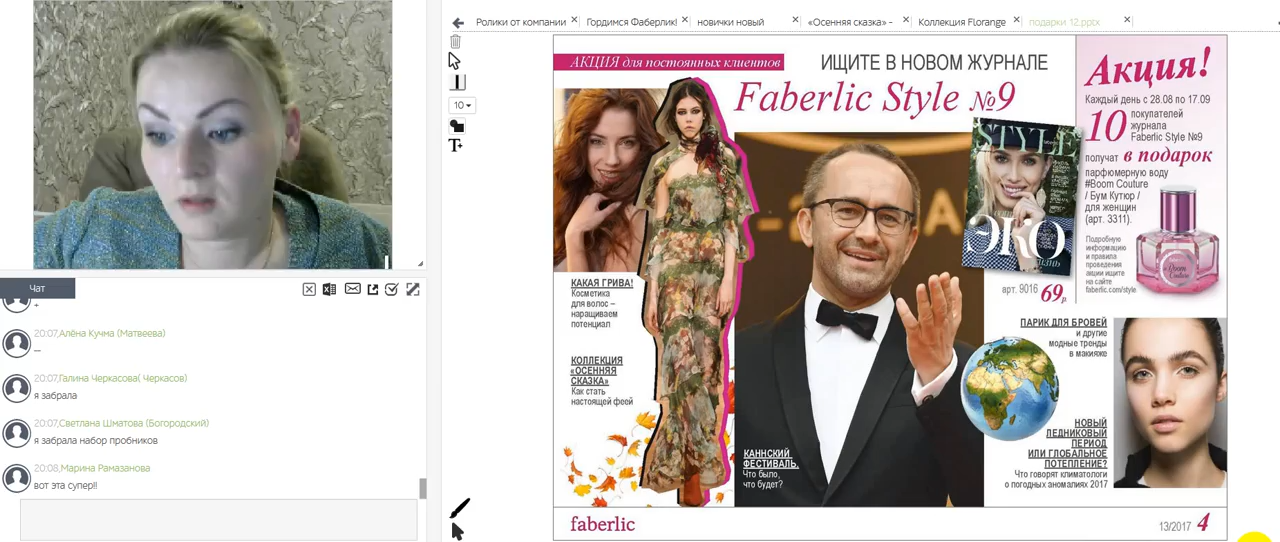 Ролики от компании
Гордимся Фаберлик!
новички новый
«Осенняя сказка» -
Коллекция Florange
подарки 12.pptx
10
Чат
+
20:07,Алёна Кучма (Матвеева)
—
20:07,Галина Черкасова( Черкасов)
я забрала
20:07,Светлана Шматова (Богородский)
я забрала набор пробников
20:08,Марина Рамазанова
вот эта супер!!
АКЦИЯ для постоянных клиентов
ИЩИТЕ В НОВОМ ЖУРНАЛЕ
Faberlic Style №9
КАКАЯ ГРИВА!
Косметика
для волос –
наращиваем
потенциал
КОЛЛЕКЦИЯ
«ОСЕННЯЯ
СКАЗКА»
Как стать
настоящей феей
КАННСКИЙ
ФЕСТИВАЛЬ.
Что было,
что будет?
STYLE
ЭКО
арт. 9016 69р.
Акция!
Каждый день с 28.08 по 17.09
10 покупателей
журнала
Faberlic Style №9
получат в подарок
парфюмерную воду
#Boom Couture
/ Бум Кутюр /
для женщин
(арт. 3311).
Подробную
информацию
и правила
проведения
акции ищите
на сайте
faberlic.com/style
Boom
Couture
ПАРИК ДЛЯ БРОВЕЙ
и другие
модные тренды
в макияже
НОВЫЙ
ЛЕДНИКОВЫЙ
ПЕРИОД
ИЛИ ГЛОБАЛЬНОЕ
ПОТЕПЛЕНИЕ?
Что говорят климатологи
о погодных аномалиях 2017
faberlic
13/2017 4